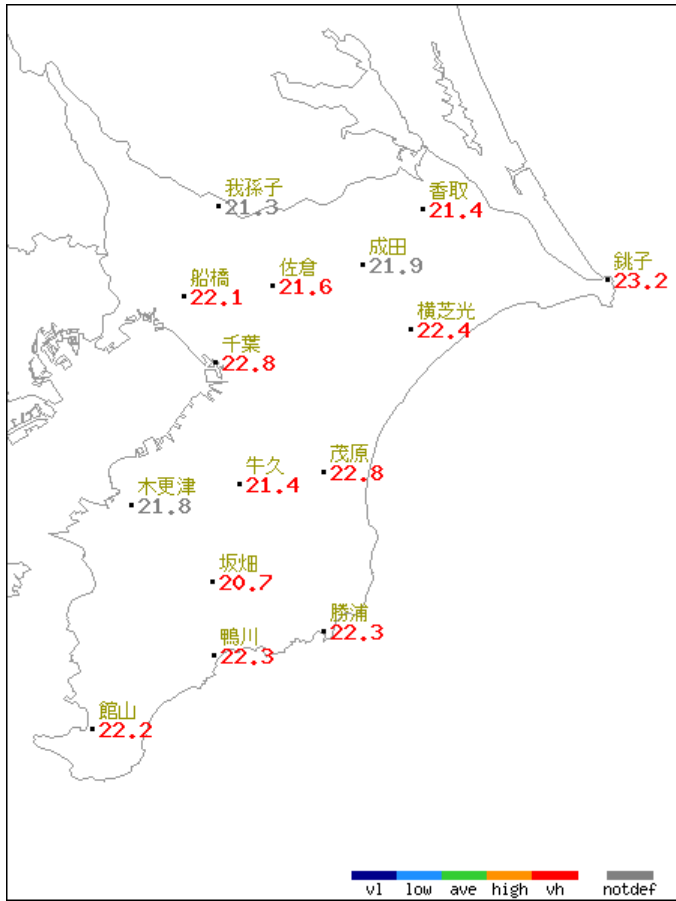 我孫子
21.3
香取
21.4
成田
21.9
銚子
23.2
船橋
22.1
佐倉
21.6
横芝光
22.4
千葉
22.8
茂原
22.8
牛久
21.4
木更津
21.8
坂畑
20.7
勝浦
22.3
鴨川
22.3
館山
22.2
vl low ave high vh notdef